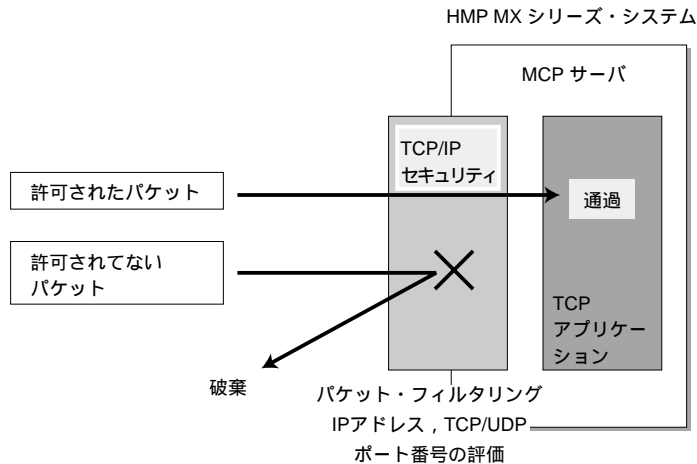 HMP MX シリーズ・システム
MCP サーバ
TCP/IP
セキュリティ
許可されたパケット
通過
許可されてない
パケット
TCP
アプリケー
ション
破棄
パケット・フィルタリング
IPアドレス，TCP/UDP
ポート番号の評価